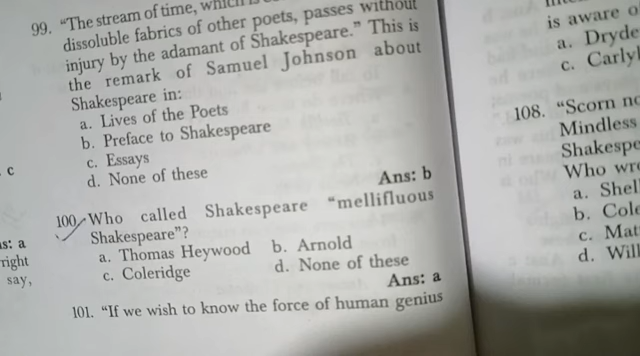 99. "The stream of time, which
dissoluble fabrics of other poets, passes without
injury by the adamant of Shakespeare." This is
the remark of Samuel Johnson about
Shakespeare in:
a. Lives of the Poets
b. Preface to Shakespeare
c. Essays
d. None of these
Ans: b
100. Who called Shakespeare "mellifluous
Shakespeare"?
a. Thomas Heywood b. Arnold
c. Coleridge d. None of these
Ans: a
101. "If we wish to know the force of human genius
c
s: a
right
say,
is aware o
a. Dryde
c. Carlyl
108. "Scorn no
Mindless
Shakespe
Who wr
a. Shel
b. Cole
c. Mat
d. Will